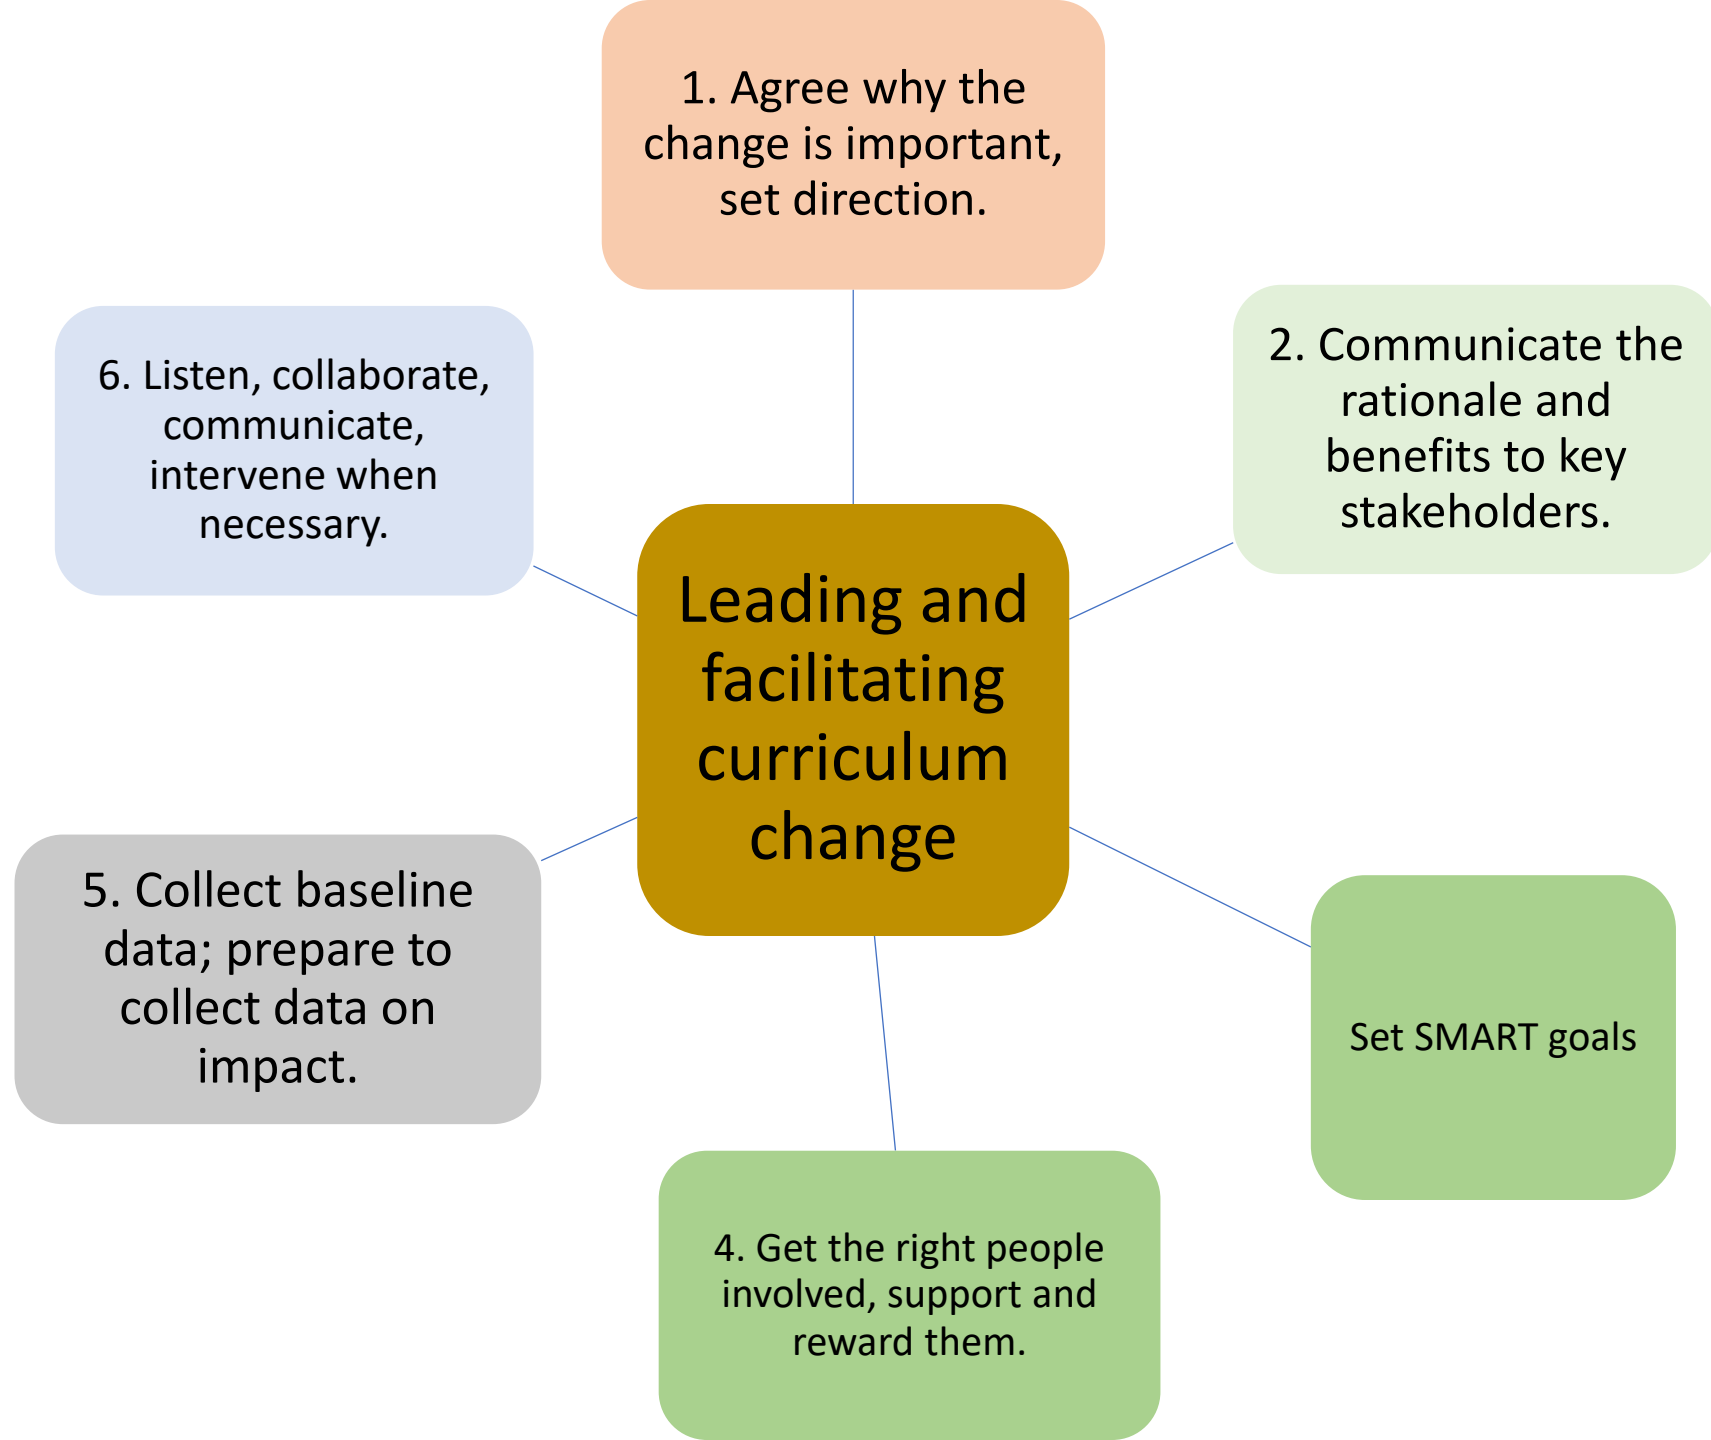 1. Agree why the
change is important,
set direction.
2. Communicate the
rationale and
benefits to key
stakeholders.
Set SMART goals
4. Get the right people
involved, support and
reward them.
5. Collect baseline
data; prepare to
collect data on
impact.
6. Listen, collaborate,
communicate,
intervene when
necessary.
Leading and
facilitating
curriculum
change